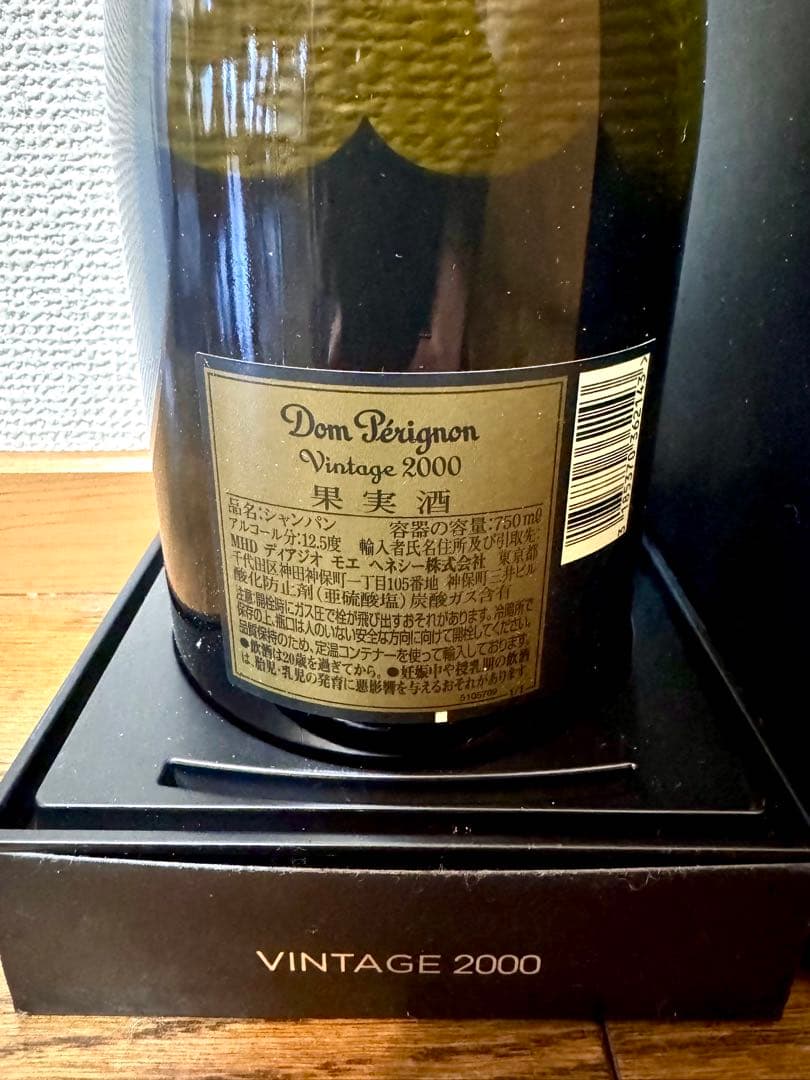 Dom Pérignon
Vintage 2000
果実酒
品名:シャンパン 容器の容量:750mℓ
アルコール分:12.5度 輸入者氏名住所及び引取先:
MHD ディアジオ モエ ヘネシー株式会社 東京都
千代田区神田神保町一丁目105番地 神保町三井ビル
酸化防止剤(亜硫酸塩)炭酸ガス含有
注意:開栓時にガス圧で栓が飛び出すおそれがあります。冷暗所で
保存の上、瓶口は人のいない安全な方向に向けて開栓してください。
品質保持のため、定温コンテナーを使って輸入しております。
●飲酒は20歳を過ぎてから。●妊娠中や授乳期の飲酒
は、胎児・乳児の発育に悪影響を与えるおそれがあります
5105702 1/1
3 185370 362143>
VINTAGE 2000